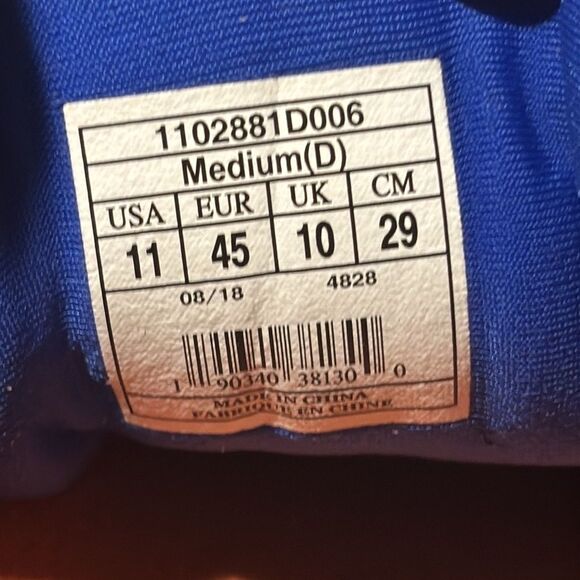 1102881D006
Medium(D)
USA EUR UK CM
11 45 10 29
08/18 4828
1 90340 38130 0
MADE IN CHINA
FABRIQUE EN CHINE